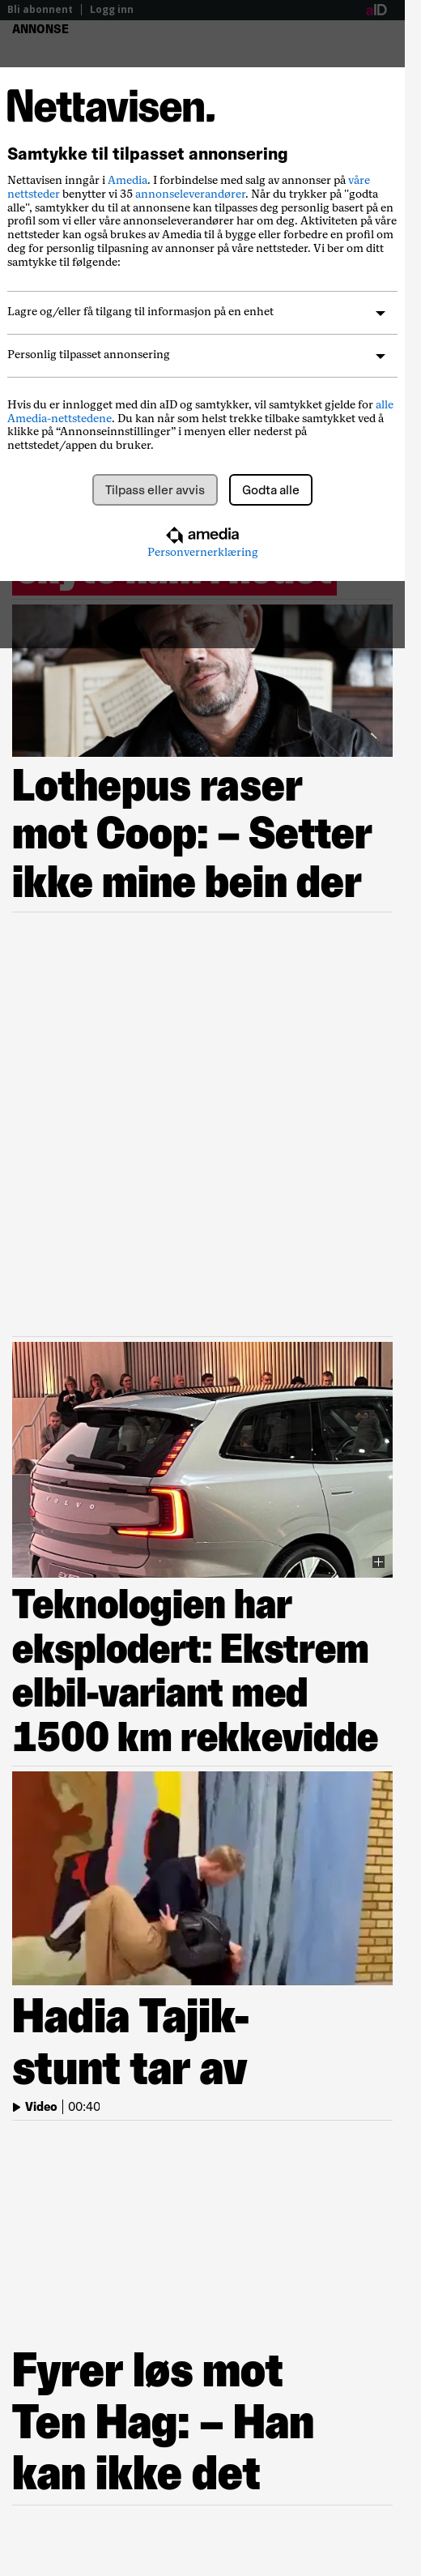 Bli abonnent | Logg inn
aID
ANNONSE
Nettavisen.
Samtykke til tilpasset annonsering
Nettavisen inngår i Amedia. I forbindelse med salg av annonser på våre
nettsteder benytter vi 35 annonseleverandører. Når du trykker på "godta
alle", samtykker du til at annonsene kan tilpasses deg personlig basert på en
profil som vi eller våre annonseleverandører har om deg. Aktiviteten på våre
nettsteder kan også brukes av Amedia til å bygge eller forbedre en profil om
deg for personlig tilpasning av annonser på våre nettsteder. Vi ber om ditt
samtykke til følgende:
Lagre og/eller få tilgang til informasjon på en enhet
Personlig tilpasset annonsering
Hvis du er innlogget med din aID og samtykker, vil samtykket gjelde for alle
Amedia-nettstedene. Du kan når som helst trekke tilbake samtykket ved å
klikke på “Annonseinnstillinger” i menyen eller nederst på
nettstedet/appen du bruker.
Tilpass eller avvis
Godta alle
amedia
Personvernerklæring
Lothepus raser
mot Coop: – Setter
ikke mine bein der
VOLVO
Teknologien har
eksplodert: Ekstrem
elbil-variant med
1500 km rekkevidde
Hadia Tajik-
stunt tar av
Video | 00:40
Fyrer løs mot
Ten Hag: – Han
kan ikke det